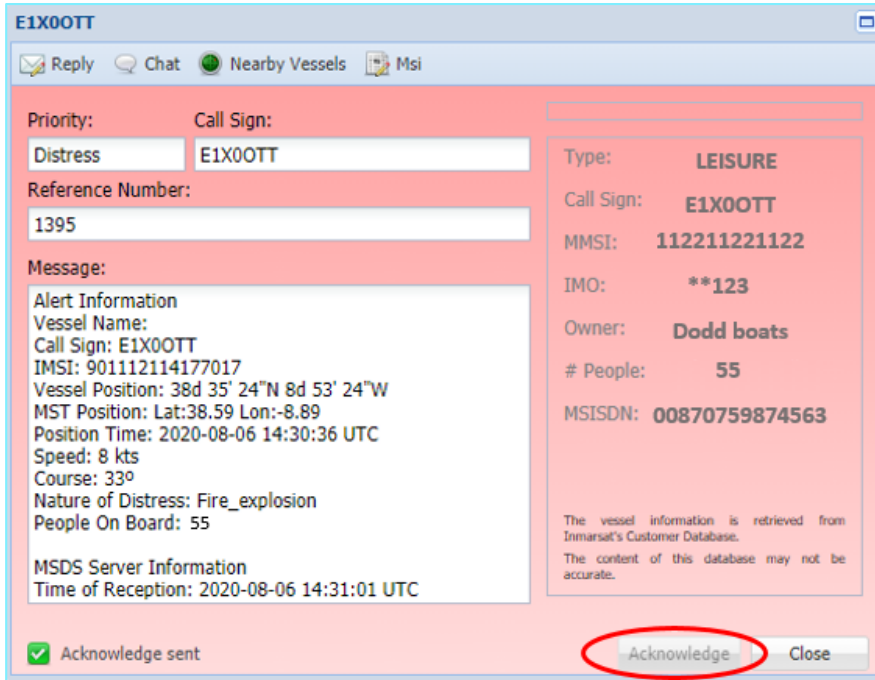 E1X0OTT
Reply Chat Nearby Vessels Msi
Priority: Call Sign:
Distress E1X0OTT
Reference Number:
1395
Message:
Alert Information
Vessel Name:
Call Sign: E1X0OTT
IMSI: 901112114177017
Vessel Position: 38d 35' 24"N 8d 53' 24"W
MST Position: Lat:38.59 Lon:-8.89
Position Time: 2020-08-06 14:30:36 UTC
Speed: 8 kts
Course: 33º
Nature of Distress: Fire_explosion
People On Board: 55
MSDS Server Information
Time of Reception: 2020-08-06 14:31:01 UTC
Type: LEISURE
Call Sign: E1X0OTT
MMSI: 112211221122
IMO: **123
Owner: Dodd boats
# People: 55
MSISDN: 00870759874563
The vessel information is retrieved from
Inmarsat's Customer Database.
The content of this database may not be
accurate.
Acknowledge sent
Acknowledge Close